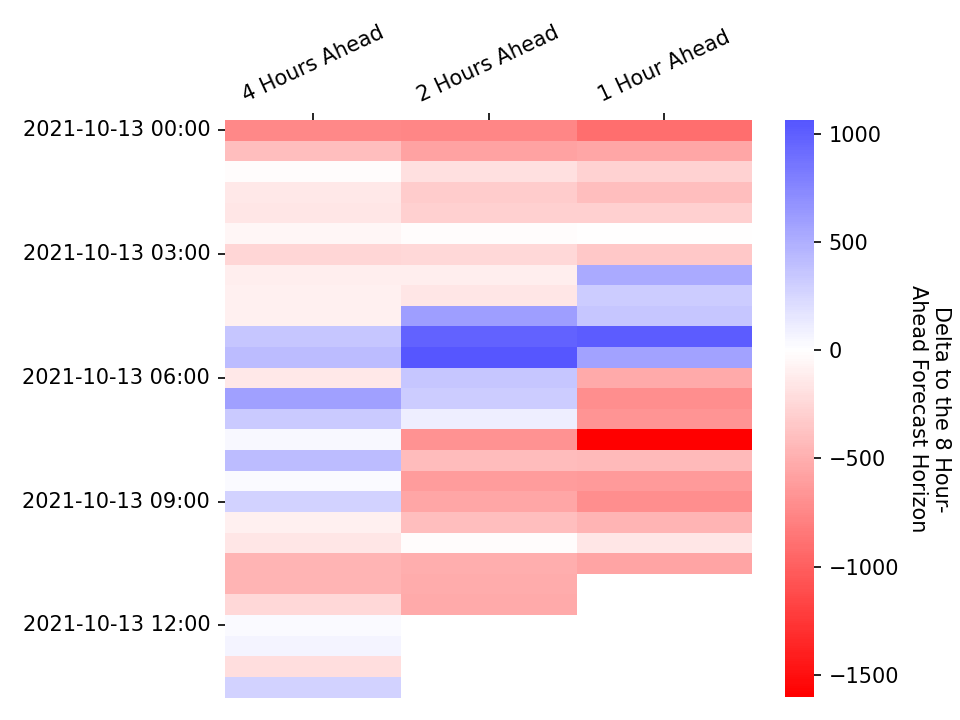 4 Hours Ahead
2 Hours Ahead
1 Hour Ahead
2021-10-13 00:00
2021-10-13 03:00
2021-10-13 06:00
2021-10-13 09:00
2021-10-13 12:00
1000
500
0
−500
−1000
−1500
Delta to the 8 Hour-
Ahead Forecast Horizon